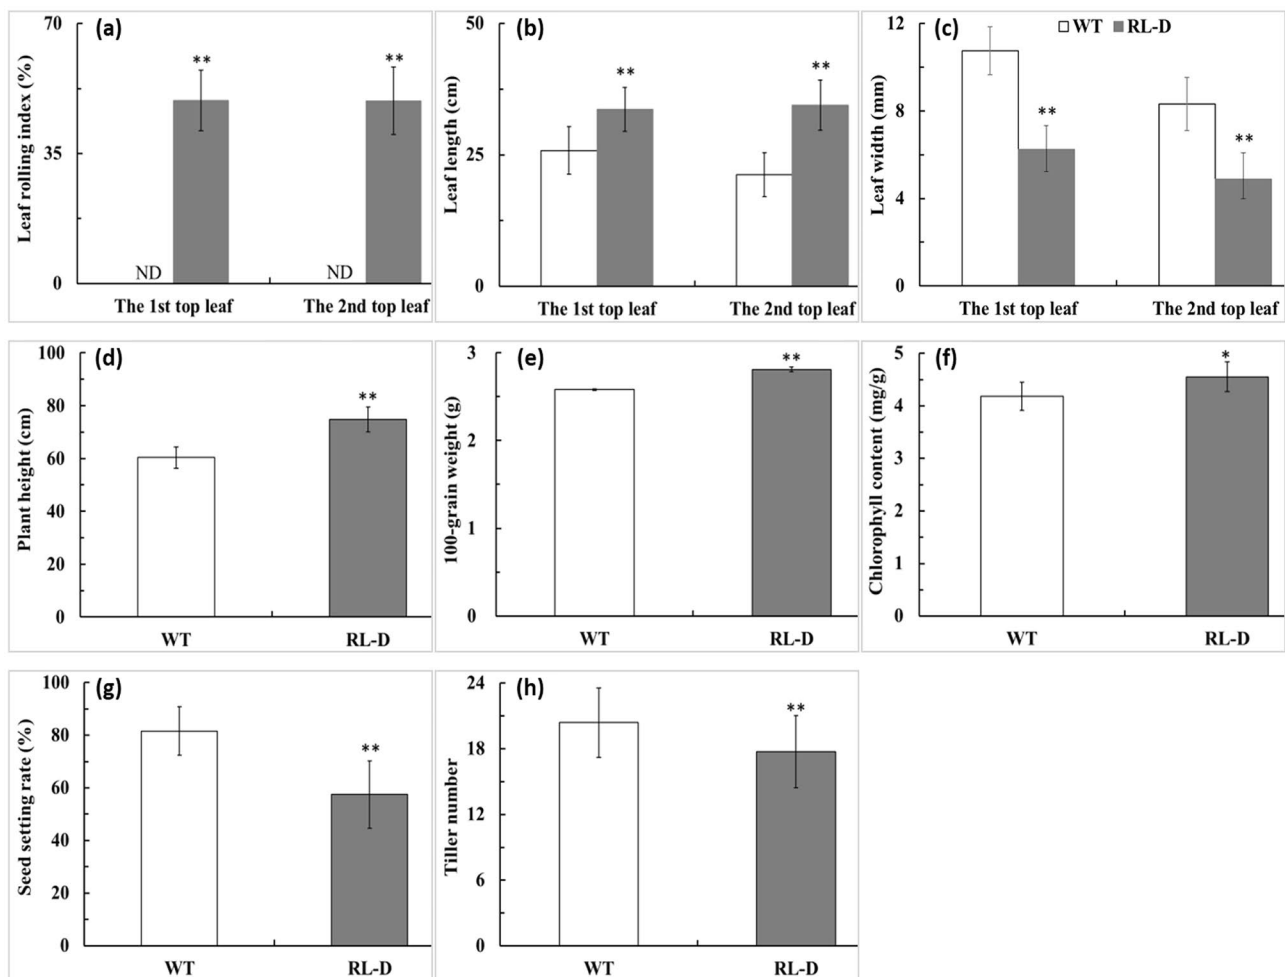 (a)
Leaf rolling index (%)
70
35
0
**
**
ND
ND
The 1st top leaf
The 2nd top leaf
(b)
Leaf length (cm)
50
25
0
**
**
The 1st top leaf
The 2nd top leaf
(c)
WT
RL-D
Leaf width (mm)
12
8
4
0
**
**
The 1st top leaf
The 2nd top leaf
(d)
Plant height (cm)
100
80
60
40
20
0
**
WT
RL-D
(e)
100-grain weight (g)
3
2
1
0
**
WT
RL-D
(f)
Chlorophyll content (mg/g)
5
4
3
2
1
0
*
WT
RL-D
(g)
Seed setting rate (%)
100
80
60
40
20
0
**
WT
RL-D
(h)
Tiller number
24
18
12
6
0
**
WT
RL-D